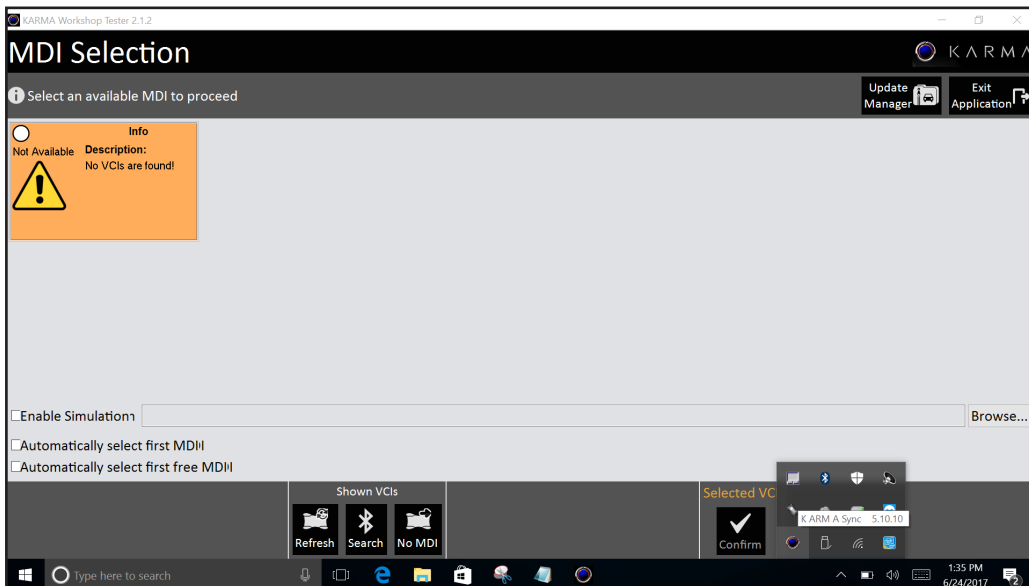 KARMA Workshop Tester 2.1.2
MDI Selection
KARMA
Select an available MDI to proceed
Update
Manager
Exit
Application
Info
Not Available
Description:
No VCIs are found!
Enable Simulation
Browse...
Automatically select first MDI
Automatically select first free MDI
Shown VCIs
Refresh
Search
No MDI
Selected VC
Confirm
K ARM A Sync 5.10.10
Type here to search
1:35 PM
6/24/2017
2